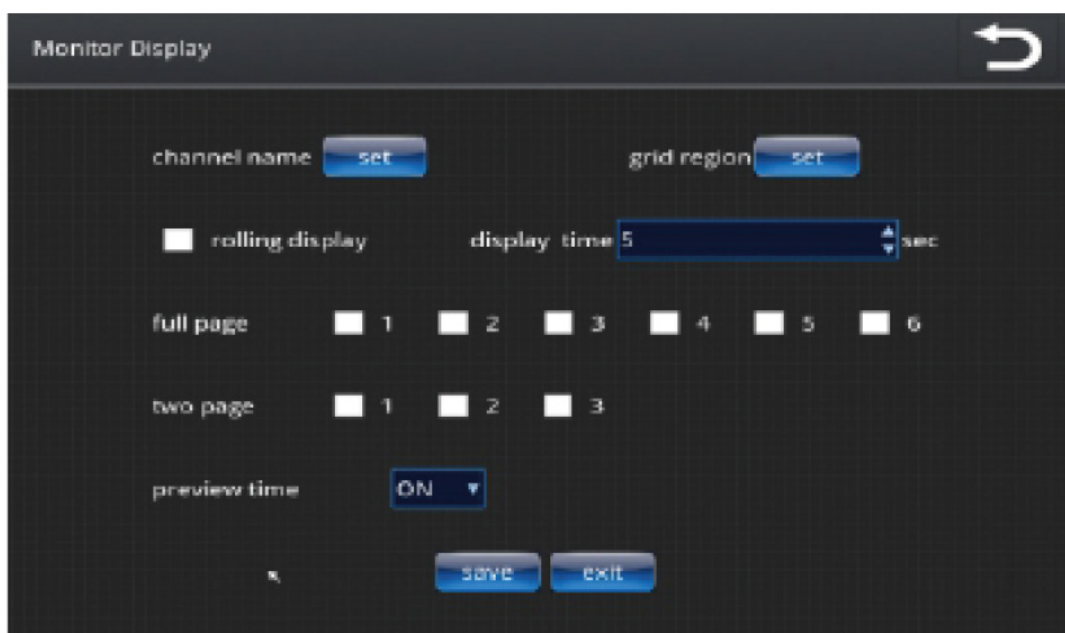 Monitor Display
channel name set grid region set
rolling display display time 5 sec
full page 1 2 3 4 5 6
two page 1 2 3
preview time ON
save exit